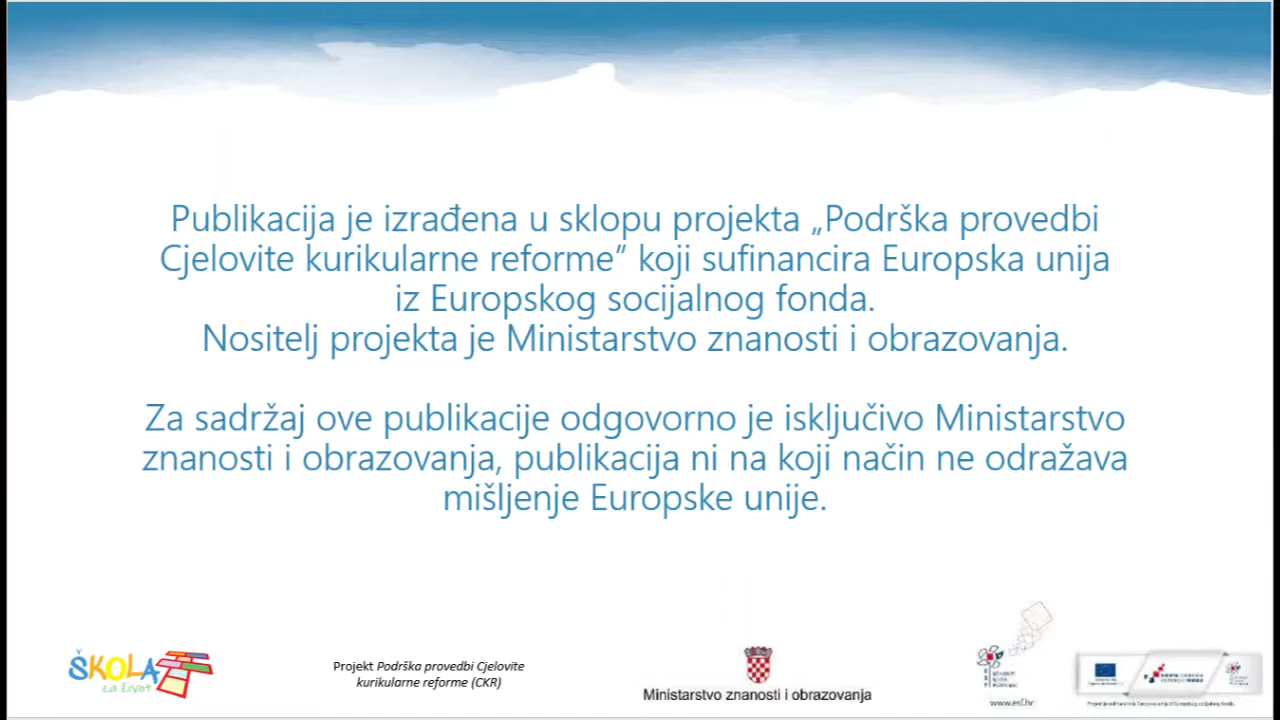 Publikacija je izrađena u sklopu projekta „Podrška provedbi
Cjelovite kurikularne reforme” koji sufinancira Europska unija
iz Europskog socijalnog fonda.
Nositelj projekta je Ministarstvo znanosti i obrazovanja.
Za sadržaj ove publikacije odgovorno je isključivo Ministarstvo
znanosti i obrazovanja, publikacija ni na koji način ne odražava
mišljenje Europske unije.
ŠKOLA
za život
Projekt Podrška provedbi Cjelovite
kurikularne reforme (CKR)
Ministarstvo znanosti i obrazovanja
www.esf.hr